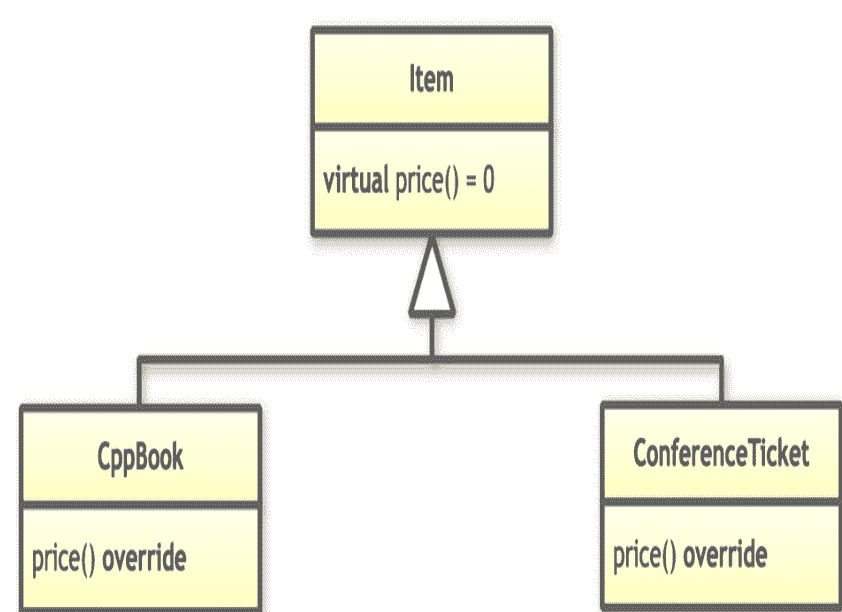 Item
virtual price() = 0
CppBook
price() override
ConferenceTicket
price() override